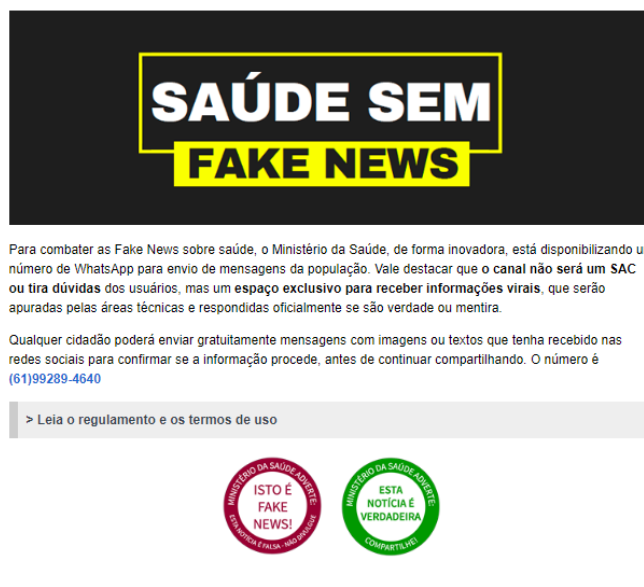 SAÚDE SEM
FAKE NEWS
Para combater as Fake News sobre saúde, o Ministério da Saúde, de forma inovadora, está disponibilizando u
número de WhatsApp para envio de mensagens da população. Vale destacar que o canal não será um SAC
ou tira dúvidas dos usuários, mas um espaço exclusivo para receber informações virais, que serão
apuradas pelas áreas técnicas e respondidas oficialmente se são verdade ou mentira.
Qualquer cidadão poderá enviar gratuitamente mensagens com imagens ou textos que tenha recebido nas
redes sociais para confirmar se a informação procede, antes de continuar compartilhando. O número é
(61)99289-4640
> Leia o regulamento e os termos de uso
MINISTÉRIO DA SAÚDE ADVERTE:
ISTO É
FAKE
NEWS!
ESTA NOTÍCIA É FALSA - NÃO DIVULGUE
MINISTÉRIO DA SAÚDE ADVERTE:
ESTA
NOTÍCIA É
VERDADEIRA
COMPARTILHE!